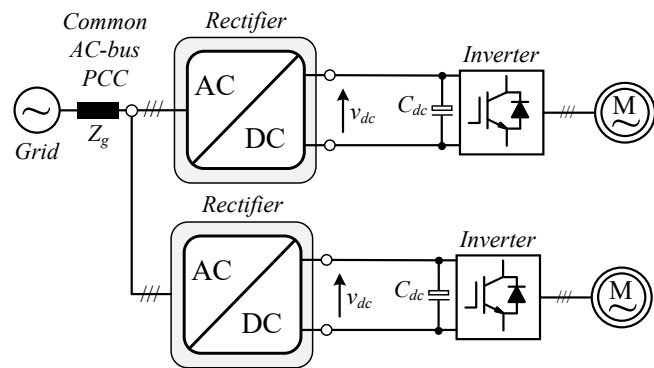 Common
AC-bus
PCC
Grid
Z_g
Rectifier
AC
DC
v_dc
C_dc
Inverter
M
Rectifier
AC
DC
v_dc
C_dc
Inverter
M